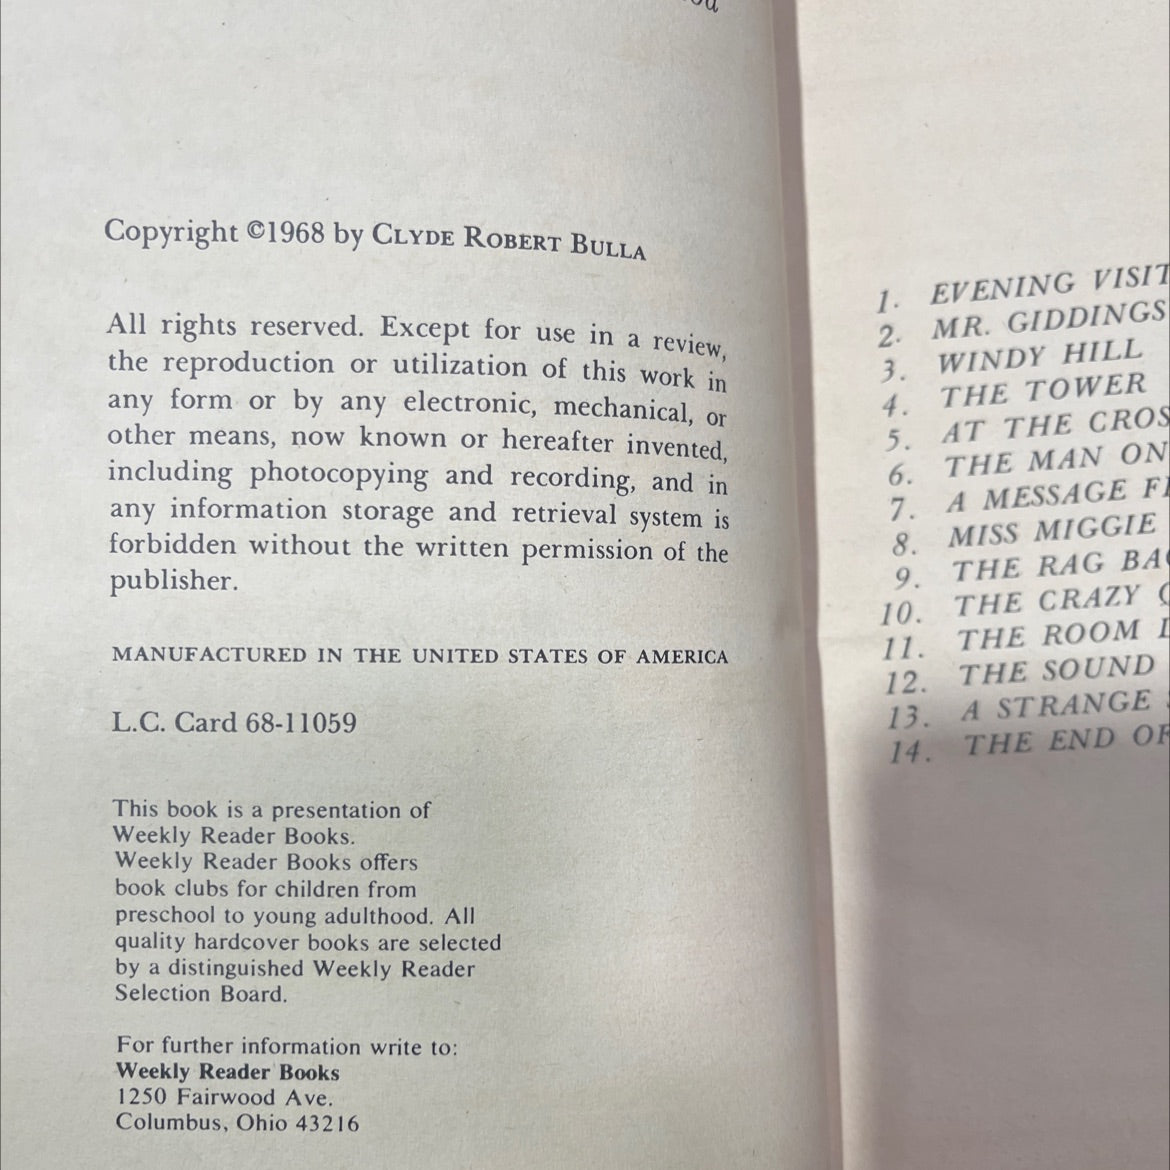 Copyright ©1968 by CLYDE ROBERT BULLA
All rights reserved. Except for use in a review,
the reproduction or utilization of this work in
any form or by any electronic, mechanical, or
other means, now known or hereafter invented,
including photocopying and recording, and in
any information storage and retrieval system is
forbidden without the written permission of the
publisher.
MANUFACTURED IN THE UNITED STATES OF AMERICA
L.C. Card 68-11059
This book is a presentation of
Weekly Reader Books.
Weekly Reader Books offers
book clubs for children from
preschool to young adulthood. All
quality hardcover books are selected
by a distinguished Weekly Reader
Selection Board.
For further information write to:
Weekly Reader Books
1250 Fairwood Ave.
Columbus, Ohio 43216
1. EVENING VISIT
2. MR. GIDDINGS
3. WINDY HILL
4. THE TOWER
5. AT THE CROS
6. THE MAN ON
7. A MESSAGE
8. MISS MIGGIE
9. THE RAG BA
10. THE CRAZY
11. THE ROOM
12. THE SOUND
13. A STRANGE
14. THE END OF